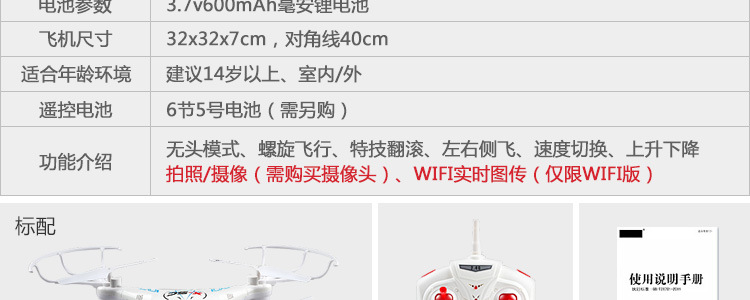 电池参数 3.7v600mAh毫安锂电池
飞机尺寸 32x32x7cm，对角线40cm
适合年龄环境 建议14岁以上、室内/外
遥控电池 6节5号电池（需另购）
功能介绍 无头模式、螺旋飞行、特技翻滚、左右侧飞、速度切换、上升下降
拍照/摄像（需购买摄像头）、WIFI实时图传（仅限WIFI版）
标配
使用说明手册